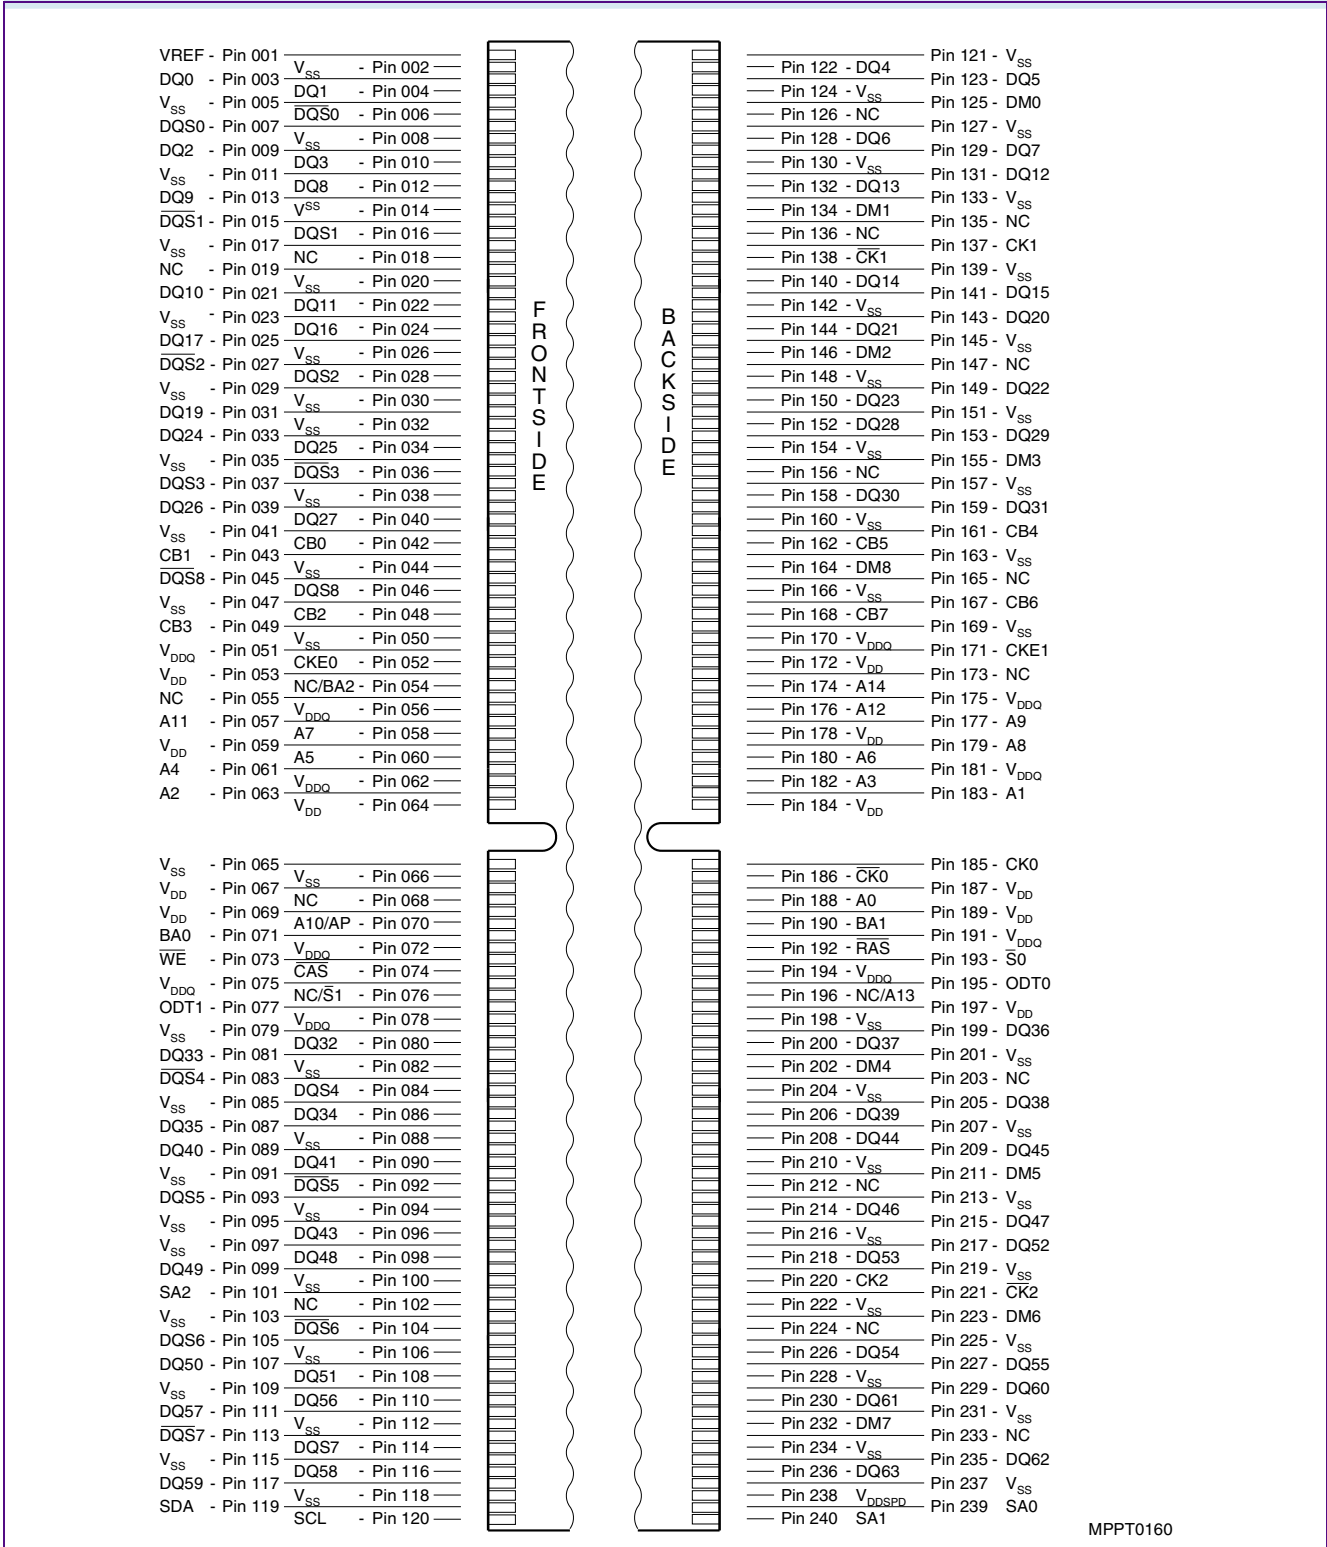 VREF - Pin 001
VSS - Pin 002
DQ0 - Pin 003
DQ1 - Pin 004
VSS - Pin 005
D̅Q̅S̅0 - Pin 006
DQS0 - Pin 007
VSS - Pin 008
DQ2 - Pin 009
DQ3 - Pin 010
VSS - Pin 011
DQ8 - Pin 012
DQ9 - Pin 013
VSS - Pin 014
D̅Q̅S̅1 - Pin 015
DQS1 - Pin 016
VSS - Pin 017
NC - Pin 018
NC - Pin 019
VSS - Pin 020
DQ10 - Pin 021
DQ11 - Pin 022
VSS - Pin 023
DQ16 - Pin 024
DQ17 - Pin 025
VSS - Pin 026
D̅Q̅S̅2 - Pin 027
DQS2 - Pin 028
VSS - Pin 029
VSS - Pin 030
DQ19 - Pin 031
VSS - Pin 032
DQ24 - Pin 033
DQ25 - Pin 034
VSS - Pin 035
D̅Q̅S̅3 - Pin 036
DQS3 - Pin 037
VSS - Pin 038
DQ26 - Pin 039
DQ27 - Pin 040
VSS - Pin 041
CB0 - Pin 042
CB1 - Pin 043
VSS - Pin 044
D̅Q̅S̅8 - Pin 045
DQS8 - Pin 046
VSS - Pin 047
CB2 - Pin 048
CB3 - Pin 049
VSS - Pin 050
VDDQ - Pin 051
CKE0 - Pin 052
VDD - Pin 053
NC/BA2 - Pin 054
NC - Pin 055
VDDQ - Pin 056
A11 - Pin 057
A7 - Pin 058
VDD - Pin 059
A5 - Pin 060
A4 - Pin 061
VDDQ - Pin 062
A2 - Pin 063
VDD - Pin 064
VSS - Pin 065
VSS - Pin 066
VDD - Pin 067
NC - Pin 068
VDD - Pin 069
A10/AP - Pin 070
BA0 - Pin 071
VDDQ - Pin 072
W̅E̅ - Pin 073
C̅A̅S̅ - Pin 074
VDDQ - Pin 075
NC/S̅1 - Pin 076
ODT1 - Pin 077
VDDQ - Pin 078
VSS - Pin 079
DQ32 - Pin 080
DQ33 - Pin 081
VSS - Pin 082
D̅Q̅S̅4 - Pin 083
DQS4 - Pin 084
VSS - Pin 085
DQ34 - Pin 086
DQ35 - Pin 087
VSS - Pin 088
DQ40 - Pin 089
DQ41 - Pin 090
VSS - Pin 091
D̅Q̅S̅5 - Pin 092
DQS5 - Pin 093
VSS - Pin 094
VSS - Pin 095
DQ43 - Pin 096
VSS - Pin 097
DQ48 - Pin 098
DQ49 - Pin 099
VSS - Pin 100
SA2 - Pin 101
NC - Pin 102
VSS - Pin 103
D̅Q̅S̅6 - Pin 104
DQS6 - Pin 105
VSS - Pin 106
DQ50 - Pin 107
DQ51 - Pin 108
VSS - Pin 109
DQ56 - Pin 110
DQ57 - Pin 111
VSS - Pin 112
D̅Q̅S̅7 - Pin 113
DQS7 - Pin 114
VSS - Pin 115
DQ58 - Pin 116
DQ59 - Pin 117
VSS - Pin 118
SDA - Pin 119
SCL - Pin 120
FRONTSIDE
BACKSIDE
Pin 121 - VSS
Pin 122 - DQ4
Pin 123 - DQ5
Pin 124 - VSS
Pin 125 - DM0
Pin 126 - NC
Pin 127 - VSS
Pin 128 - DQ6
Pin 129 - DQ7
Pin 130 - VSS
Pin 131 - DQ12
Pin 132 - DQ13
Pin 133 - VSS
Pin 134 - DM1
Pin 135 - NC
Pin 136 - NC
Pin 137 - CK1
Pin 138 - C̅K̅1
Pin 139 - VSS
Pin 140 - DQ14
Pin 141 - DQ15
Pin 142 - VSS
Pin 143 - DQ20
Pin 144 - DQ21
Pin 145 - VSS
Pin 146 - DM2
Pin 147 - NC
Pin 148 - VSS
Pin 149 - DQ22
Pin 150 - DQ23
Pin 151 - VSS
Pin 152 - DQ28
Pin 153 - DQ29
Pin 154 - VSS
Pin 155 - DM3
Pin 156 - NC
Pin 157 - VSS
Pin 158 - DQ30
Pin 159 - DQ31
Pin 160 - VSS
Pin 161 - CB4
Pin 162 - CB5
Pin 163 - VSS
Pin 164 - DM8
Pin 165 - NC
Pin 166 - VSS
Pin 167 - CB6
Pin 168 - CB7
Pin 169 - VSS
Pin 170 - VDDQ
Pin 171 - CKE1
Pin 172 - VDD
Pin 173 - NC
Pin 174 - A14
Pin 175 - VDDQ
Pin 176 - A12
Pin 177 - A9
Pin 178 - VDD
Pin 179 - A8
Pin 180 - A6
Pin 181 - VDDQ
Pin 182 - A3
Pin 183 - A1
Pin 184 - VDD
Pin 185 - CK0
Pin 186 - C̅K̅0
Pin 187 - VDD
Pin 188 - A0
Pin 189 - VDD
Pin 190 - BA1
Pin 191 - VDDQ
Pin 192 - R̅A̅S̅
Pin 193 - S̅0
Pin 194 - VDDQ
Pin 195 - ODT0
Pin 196 - NC/A13
Pin 197 - VDD
Pin 198 - VSS
Pin 199 - DQ36
Pin 200 - DQ37
Pin 201 - VSS
Pin 202 - DM4
Pin 203 - NC
Pin 204 - VSS
Pin 205 - DQ38
Pin 206 - DQ39
Pin 207 - VSS
Pin 208 - DQ44
Pin 209 - DQ45
Pin 210 - VSS
Pin 211 - DM5
Pin 212 - NC
Pin 213 - VSS
Pin 214 - DQ46
Pin 215 - DQ47
Pin 216 - VSS
Pin 217 - DQ52
Pin 218 - DQ53
Pin 219 - VSS
Pin 220 - CK2
Pin 221 - C̅K̅2
Pin 222 - VSS
Pin 223 - DM6
Pin 224 - NC
Pin 225 - VSS
Pin 226 - DQ54
Pin 227 - DQ55
Pin 228 - VSS
Pin 229 - DQ60
Pin 230 - DQ61
Pin 231 - VSS
Pin 232 - DM7
Pin 233 - NC
Pin 234 - VSS
Pin 235 - DQ62
Pin 236 - DQ63
Pin 237 VSS
Pin 238 VDDSPD
Pin 239 SA0
Pin 240 SA1
MPPT0160